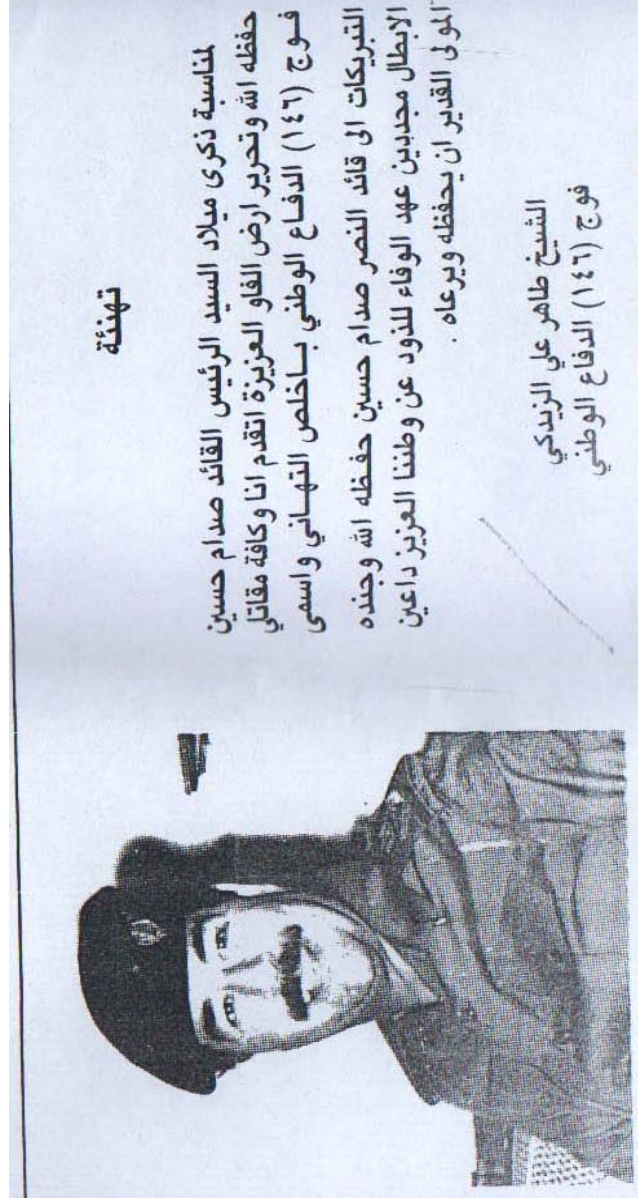 تهنئة
لمناسبة ذكرى ميلاد السيد الرئيس القائد صدام حسين
حفظه الله وتحرير ارض الفاو العزيزة اتقدم انا وكافة مقاتلي
فوج (١٤٦) الدفاع الوطني باخلص التهاني واسمى
التبريكات الى قائد النصر صدام حسين حفظه الله وجنده
الابطال مجددين عهد الوفاء للذود عن وطننا العزيز داعين
المولى القدير ان يحفظه ويرعاه .
الشيخ طاهر علي الزيدكي
فوج (١٤٦) الدفاع الوطني